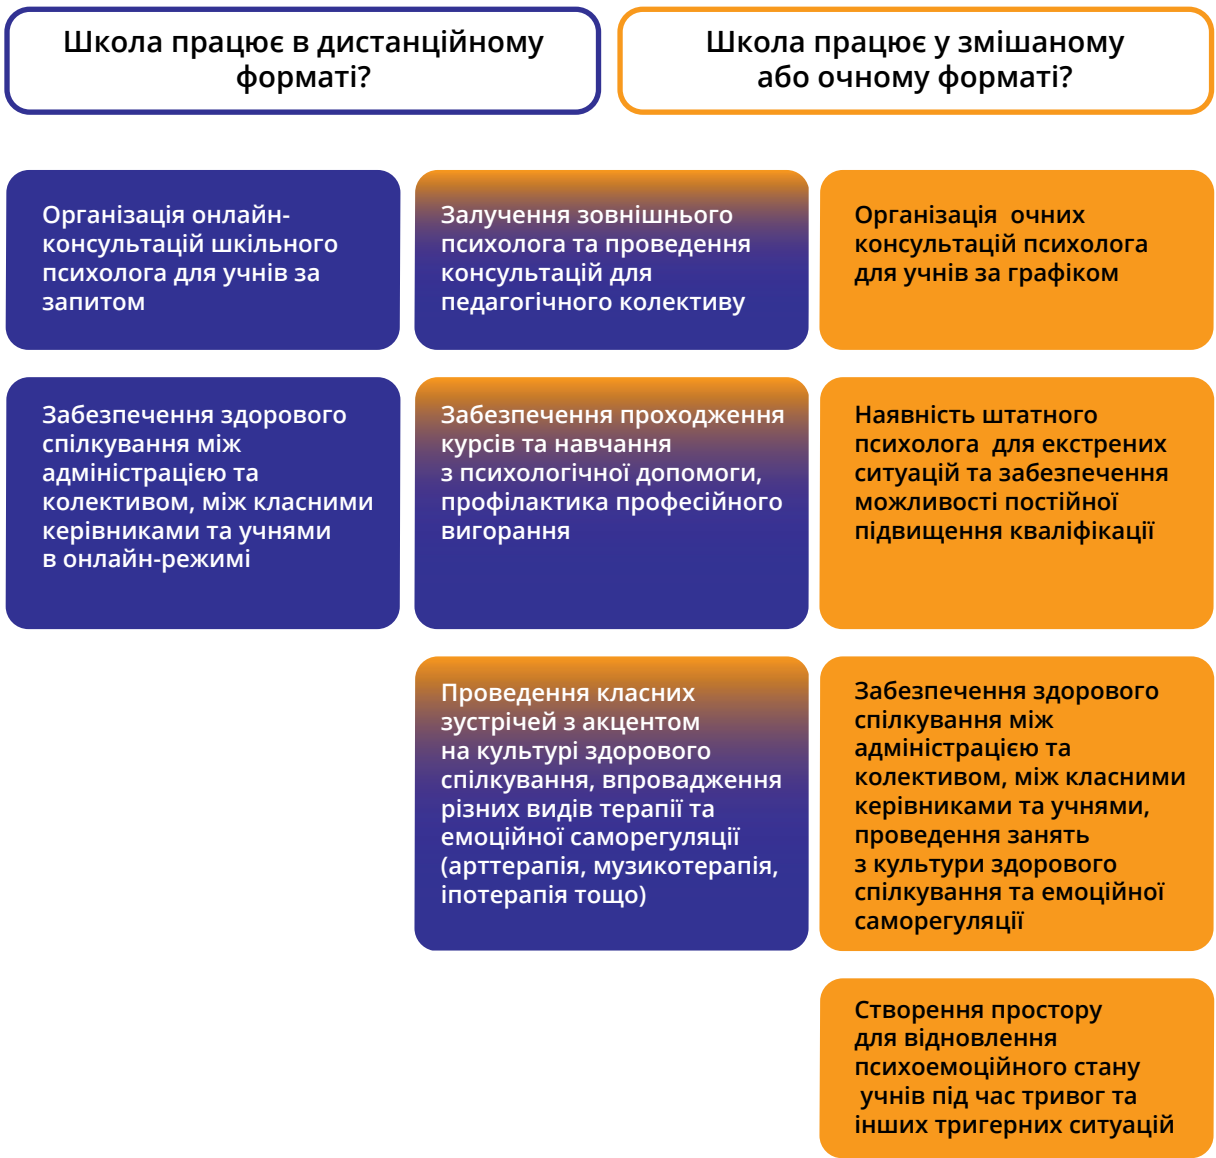 Школа працює в дистанційному
форматі?
Школа працює у змішаному
або очному форматі?
Організація онлайн-
консультацій шкільного
психолога для учнів за
запитом
Залучення зовнішнього
психолога та проведення
консультацій для
педагогічного колективу
Організація очних
консультацій психолога
для учнів за графіком
Забезпечення здорового
спілкування між
адміністрацією та
колективом, між класними
керівниками та учнями
в онлайн-режимі
Забезпечення проходження
курсів та навчання
з психологічної допомоги,
профілактика професійного
вигорання
Наявність штатного
психолога для екстрених
ситуацій та забезпечення
можливості постійної
підвищення кваліфікації
Проведення класних
зустрічей з акцентом
на культурі здорового
спілкування, впровадження
різних видів терапії та
емоційної саморегуляції
(арттерапія, музикотерапія,
іпотерапія тощо)
Забезпечення здорового
спілкування між
адміністрацією та
колективом, між класними
керівниками та учнями,
проведення занять
з культури здорового
спілкування та емоційної
саморегуляції
Створення простору
для відновлення
психоемоційного стану
учнів під час тривог та
інших тригерних ситуацій